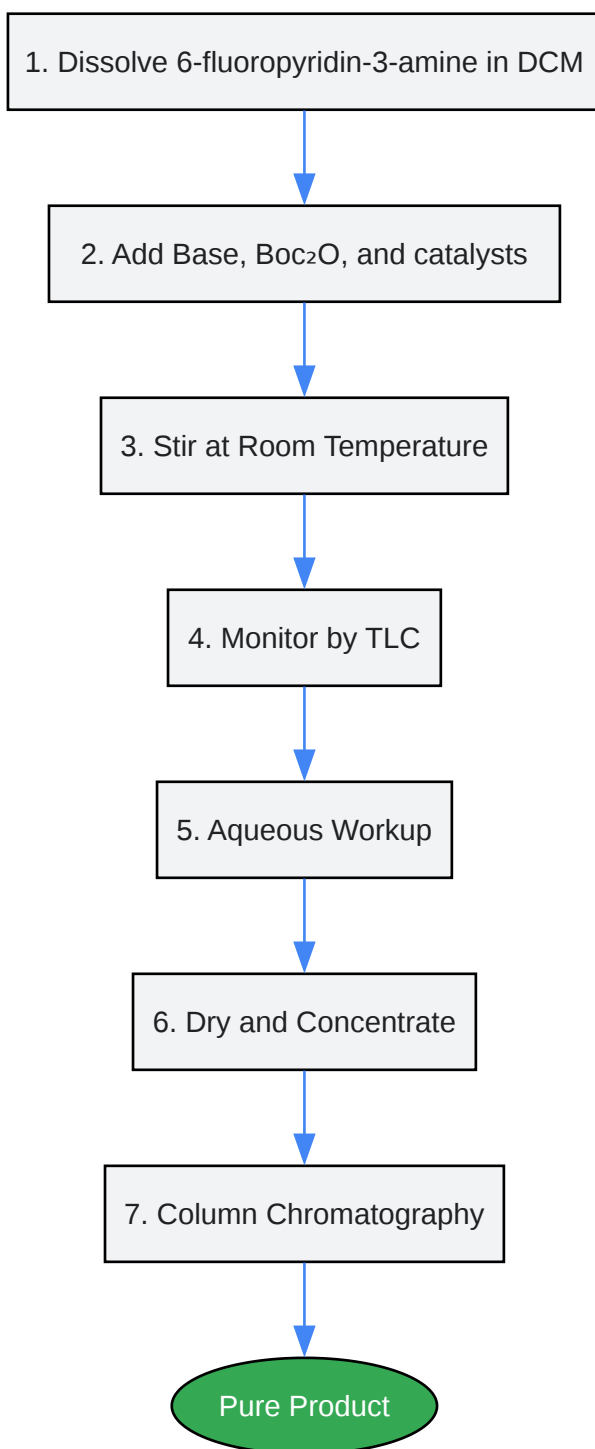 1. Dissolve 6-fluoropyridin-3-amine in DCM
2. Add Base, Boc₂O, and catalysts
3. Stir at Room Temperature
4. Monitor by TLC
5. Aqueous Workup
6. Dry and Concentrate
7. Column Chromatography
Pure Product